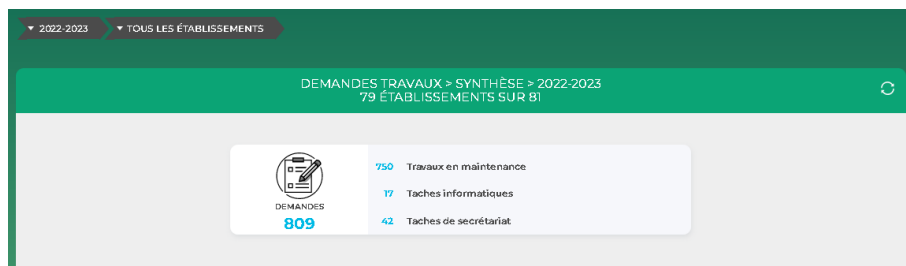 2022-2023
TOUS LES ÉTABLISSEMENTS
DEMANDES TRAVAUX > SYNTHÈSE > 2022-2023
79 ÉTABLISSEMENTS SUR 81
DEMANDES
809
750 Travaux en maintenance
17 Taches informatiques
42 Taches de secrétariat